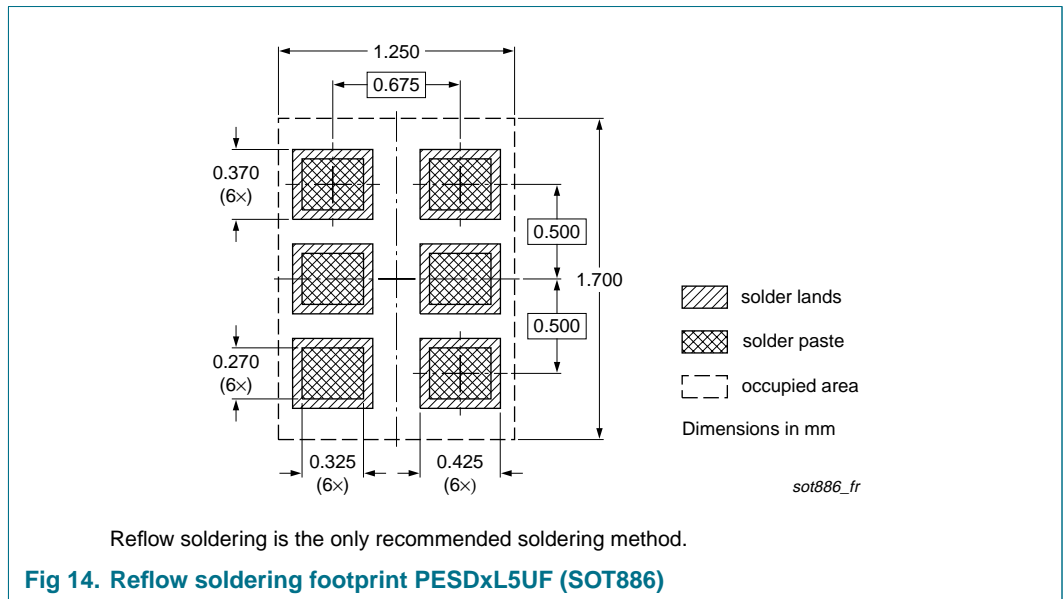 1.250
0.675
0.370
(6×)
0.500
1.700
0.500
0.270
(6×)
0.325
(6×)
0.425
(6×)
solder lands
solder paste
occupied area
Dimensions in mm
sot886_fr
Reflow soldering is the only recommended soldering method.
Fig 14. Reflow soldering footprint PESDxL5UF (SOT886)